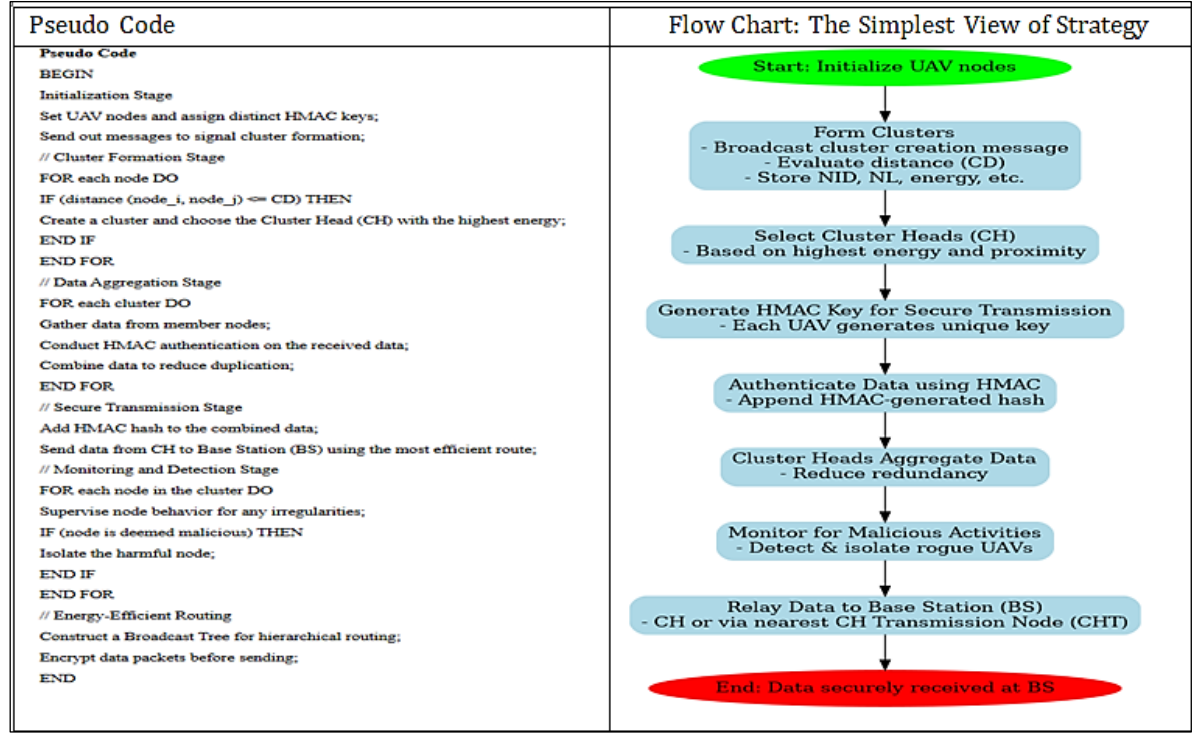 Pseudo Code
Pseudo Code
BEGIN
Initialization Stage
Set UAV nodes and assign distinct HMAC keys;
Send out messages to signal cluster formation;
// Cluster Formation Stage
FOR each node DO
IF (distance (node_i, node_j) <= CD) THEN
Create a cluster and choose the Cluster Head (CH) with the highest energy;
END IF
END FOR
// Data Aggregation Stage
FOR each cluster DO
Gather data from member nodes;
Conduct HMAC authentication on the received data;
Combine data to reduce duplication;
END FOR
// Secure Transmission Stage
Add HMAC hash to the combined data;
Send data from CH to Base Station (BS) using the most efficient route;
// Monitoring and Detection Stage
FOR each node in the cluster DO
Supervise node behavior for any irregularities;
IF (node is deemed malicious) THEN
Isolate the harmful node;
END IF
END FOR
// Energy-Efficient Routing
Construct a Broadcast Tree for hierarchical routing;
Encrypt data packets before sending;
END
Flow Chart: The Simplest View of Strategy
Start: Initialize UAV nodes
Form Clusters
- Broadcast cluster creation message
- Evaluate distance (CD)
- Store NID, NL, energy, etc.
Select Cluster Heads (CH)
- Based on highest energy and proximity
Generate HMAC Key for Secure Transmission
- Each UAV generates unique key
Authenticate Data using HMAC
- Append HMAC-generated hash
Cluster Heads Aggregate Data
- Reduce redundancy
Monitor for Malicious Activities
- Detect & isolate rogue UAVs
Relay Data to Base Station (BS)
- CH or via nearest CH Transmission Node (CHT)
End: Data securely received at BS